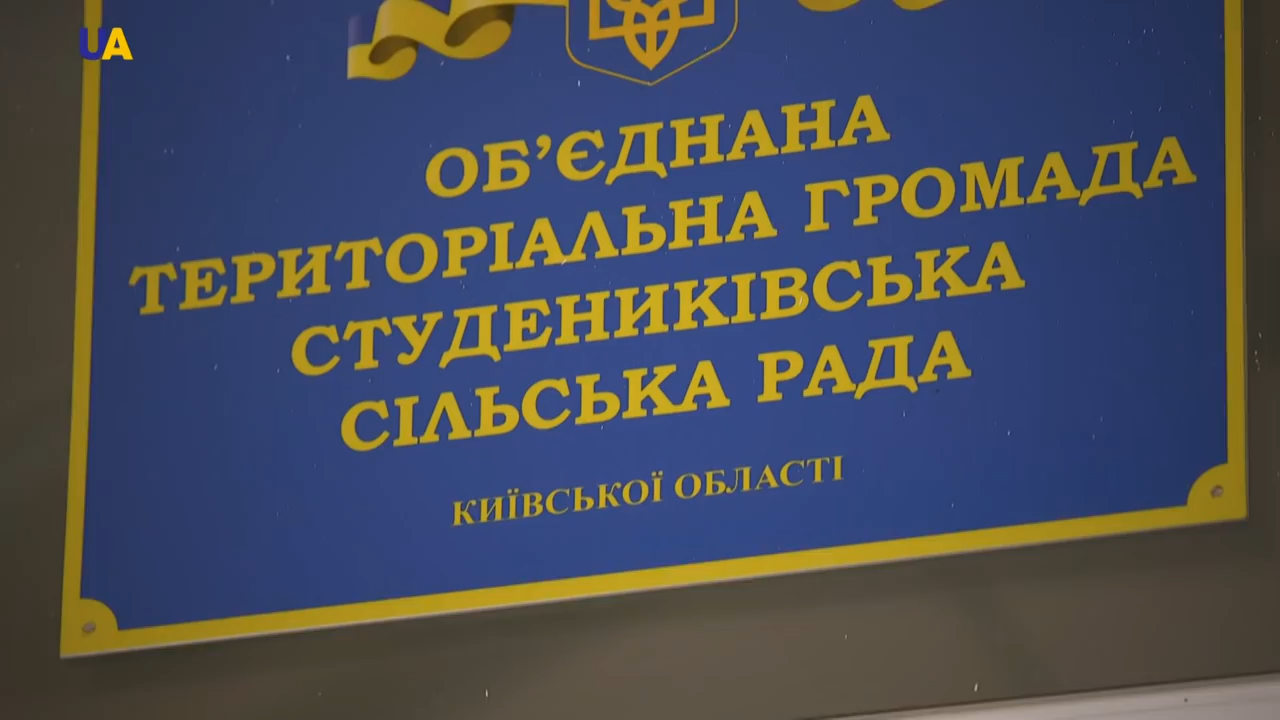 UA
ОБ’ЄДНАНА
ТЕРИТОРІАЛЬНА ГРОМАДА
СТУДЕНИКІВСЬКА
СІЛЬСЬКА РАДА
КИЇВСЬКОЇ ОБЛАСТІ